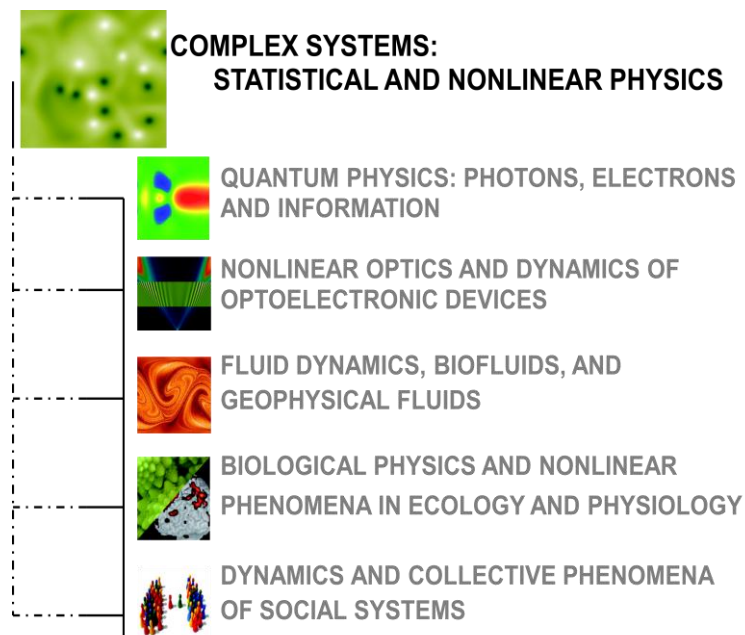 COMPLEX SYSTEMS:
STATISTICAL AND NONLINEAR PHYSICS
QUANTUM PHYSICS: PHOTONS, ELECTRONS
AND INFORMATION
NONLINEAR OPTICS AND DYNAMICS OF
OPTOELECTRONIC DEVICES
FLUID DYNAMICS, BIOFLUIDS, AND
GEOPHYSICAL FLUIDS
BIOLOGICAL PHYSICS AND NONLINEAR
PHENOMENA IN ECOLOGY AND PHYSIOLOGY
DYNAMICS AND COLLECTIVE PHENOMENA
OF SOCIAL SYSTEMS